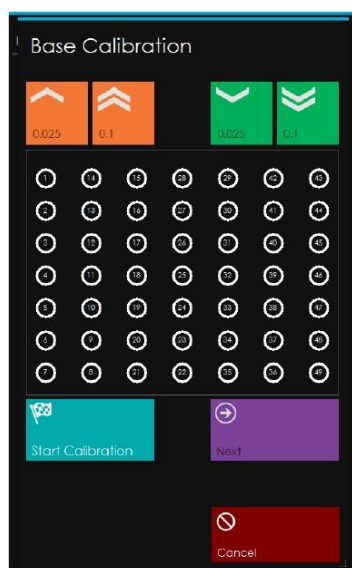 Base Calibration
0.025 0.1 0.025 0.1
1 14 15 28 29 42 43
2 13 16 27 30 41 44
3 12 17 26 31 40 45
4 11 18 25 32 39 46
5 10 19 24 33 38 47
6 9 20 23 34 37 48
7 8 21 22 35 36 49
Start Calibration Next
Cancel